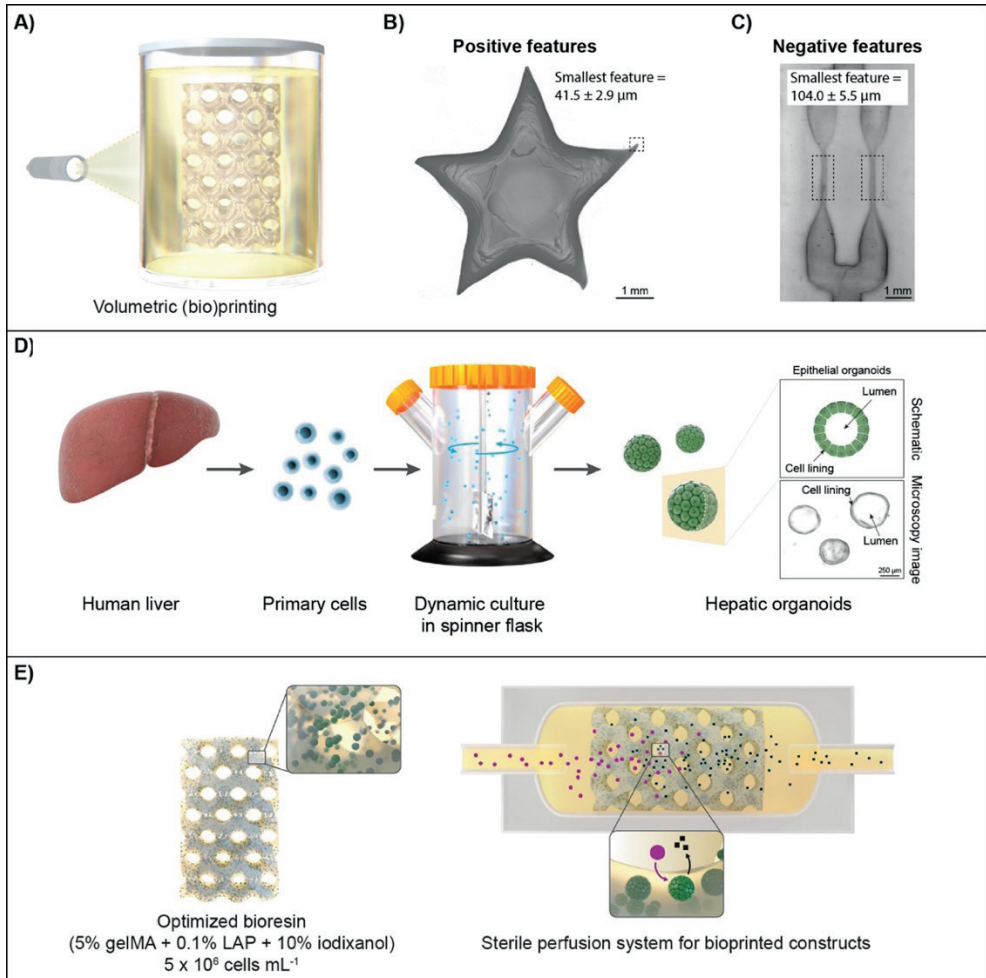 A)
Volumetric (bio)printing
B)
Positive features
Smallest feature =
41.5 ± 2.9 µm
1 mm
C)
Negative features
Smallest feature =
104.0 ± 5.5 µm
1 mm
D)
Human liver
Primary cells
Dynamic culture
in spinner flask
Hepatic organoids
Epithelial organoids
Lumen
Cell lining
Schematic
Cell lining
Lumen
250 µm
Microscopy image
E)
Optimized bioresin
(5% gelMA + 0.1% LAP + 10% iodixanol)
5 x 10⁶ cells mL⁻¹
Sterile perfusion system for bioprinted constructs